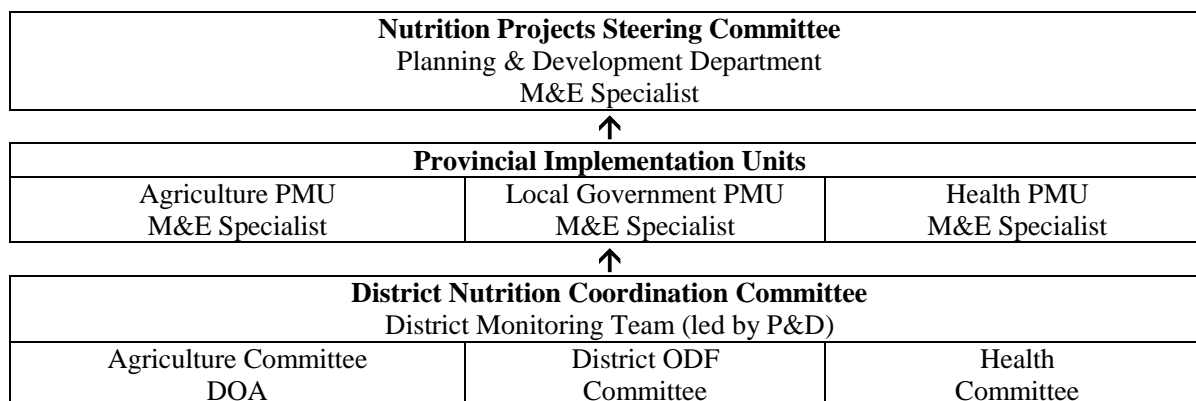 Nutrition Projects Steering Committee
Planning & Development Department
M&E Specialist
Provincial Implementation Units
Agriculture PMU
M&E Specialist
Local Government PMU
M&E Specialist
Health PMU
M&E Specialist
District Nutrition Coordination Committee
District Monitoring Team (led by P&D)
Agriculture Committee
DOA
District ODF
Committee
Health
Committee